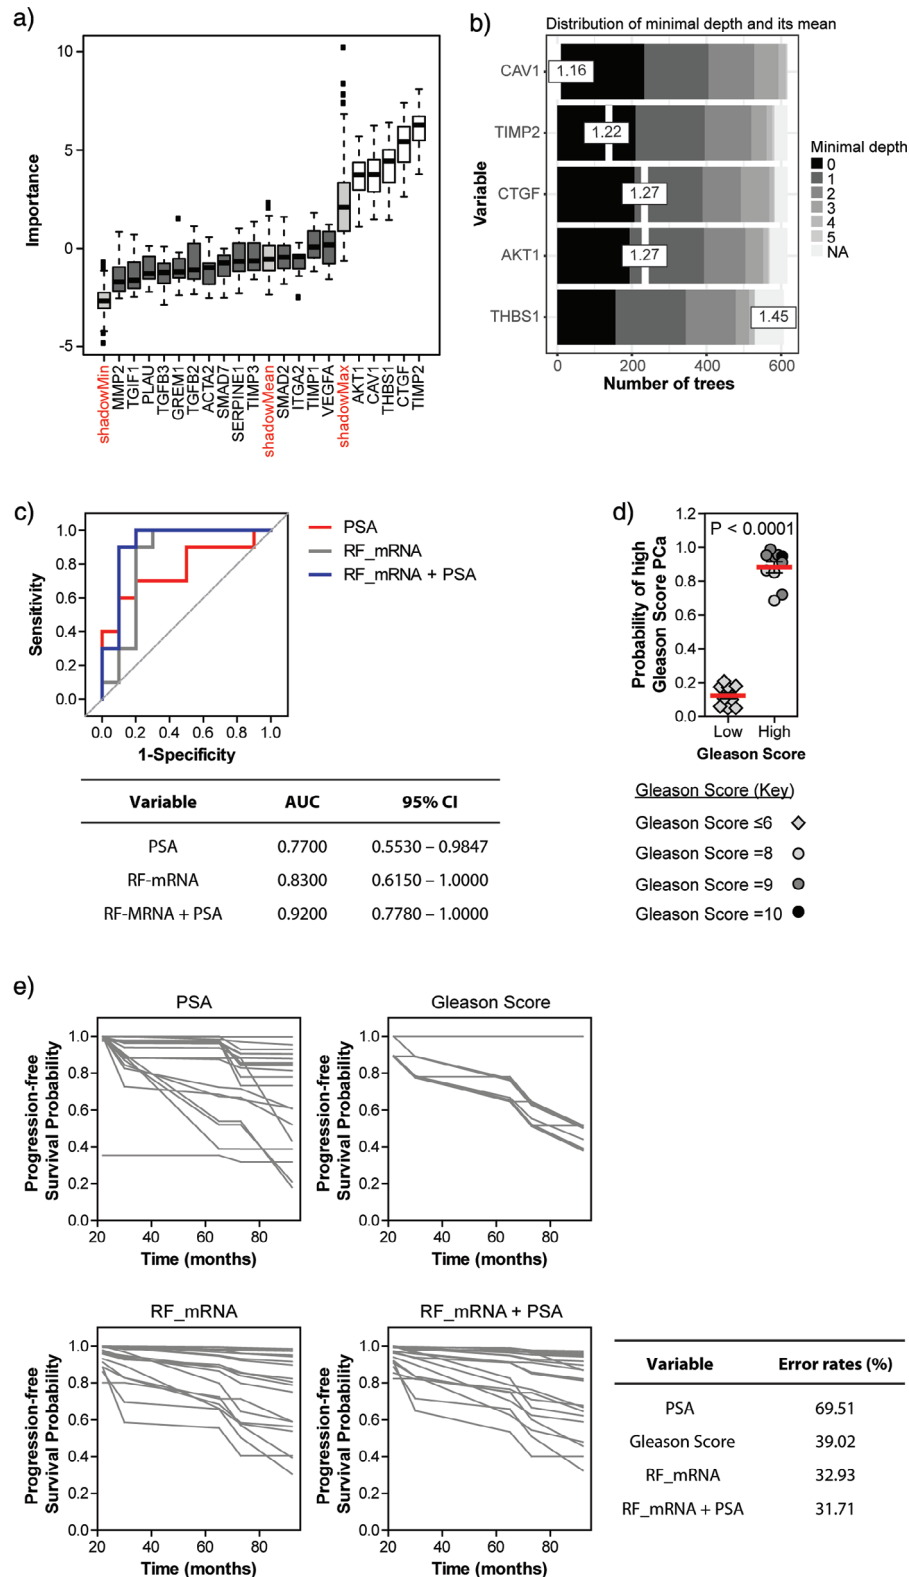 a)
10
5
0
-5
Importance
shadowMin
MMP2
TGIF1
PLAU
TGFB3
GREM1
TGFB2
ACTA2
SMAD7
SERPINE1
TIMP3
shadowMean
SMAD2
ITGA2
TIMP1
VEGFA
shadowMax
AKT1
CAV1
THBS1
CTGF
TIMP2
b)
Distribution of minimal depth and its mean
Variable
CAV1
1.16
TIMP2
1.22
CTGF
1.27
AKT1
1.27
THBS1
1.45
0 200 400 600
Number of trees
Minimal depth
0
1
2
3
4
5
NA
c)
Sensitivity
1.0
0.8
0.6
0.4
0.2
0.0
0.0 0.2 0.4 0.6 0.8 1.0
1-Specificity
PSA
RF_mRNA
RF_mRNA + PSA
Variable AUC 95% CI
PSA 0.7700 0.5530 – 0.9847
RF-mRNA 0.8300 0.6150 – 1.0000
RF-MRNA + PSA 0.9200 0.7780 – 1.0000
d)
Probability of high
Gleason Score PCa
1.2
1.0
0.8
0.6
0.4
0.2
0.0
P < 0.0001
Low High
Gleason Score
Gleason Score (Key)
Gleason Score ≤6
Gleason Score =8
Gleason Score =9
Gleason Score =10
e)
PSA
Progression-free
Survival Probability
1.0
0.8
0.6
0.4
0.2
0.0
20 40 60 80
Time (months)
Gleason Score
Progression-free
Survival Probability
1.0
0.8
0.6
0.4
0.2
0.0
20 40 60 80
Time (months)
RF_mRNA
Progression-free
Survival Probability
1.0
0.8
0.6
0.4
0.2
0.0
20 40 60 80
Time (months)
RF_mRNA + PSA
Progression-free
Survival Probability
1.0
0.8
0.6
0.4
0.2
0.0
20 40 60 80
Time (months)
Variable Error rates (%)
PSA 69.51
Gleason Score 39.02
RF_mRNA 32.93
RF_mRNA + PSA 31.71